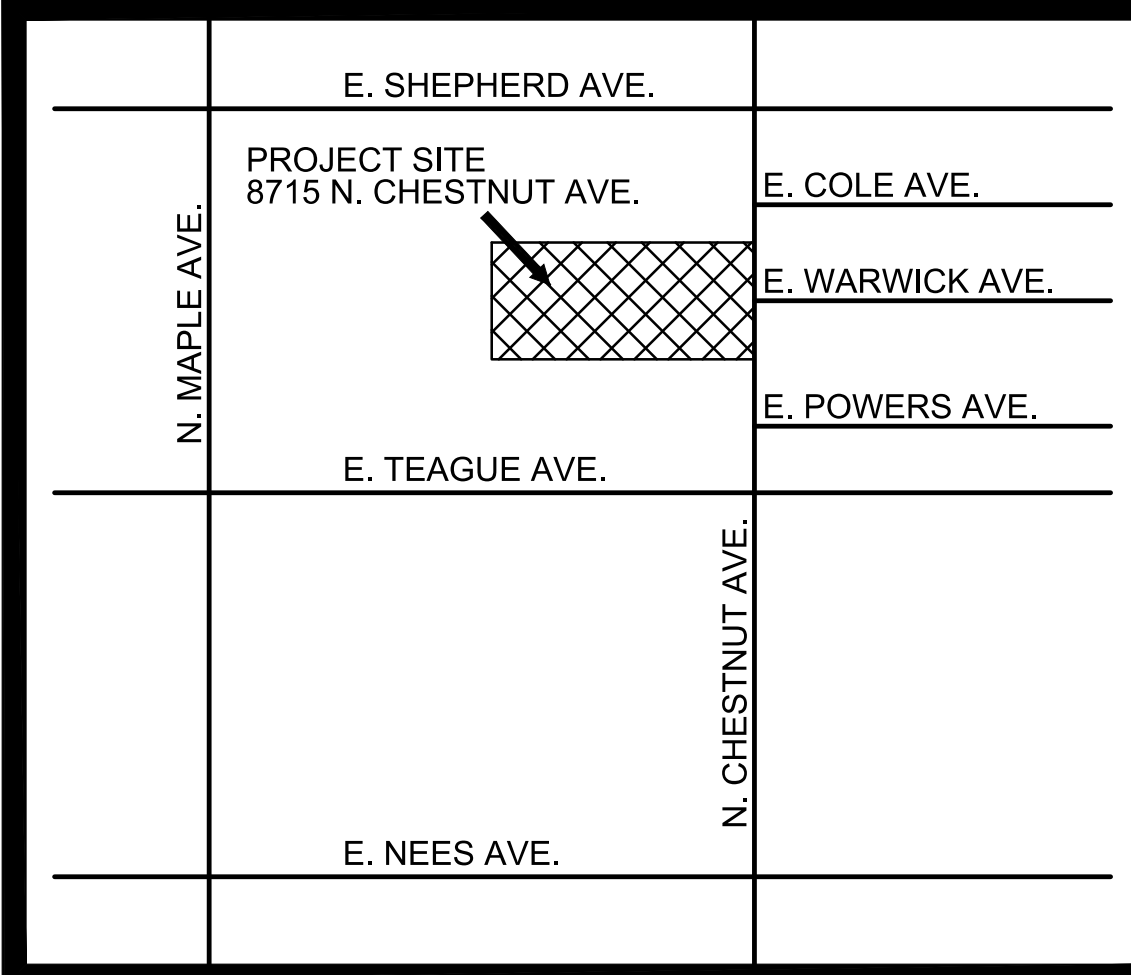 E. SHEPHERD AVE.
PROJECT SITE
8715 N. CHESTNUT AVE.
E. COLE AVE.
N. MAPLE AVE.
E. WARWICK AVE.
E. POWERS AVE.
E. TEAGUE AVE.
N. CHESTNUT AVE.
E. NEES AVE.